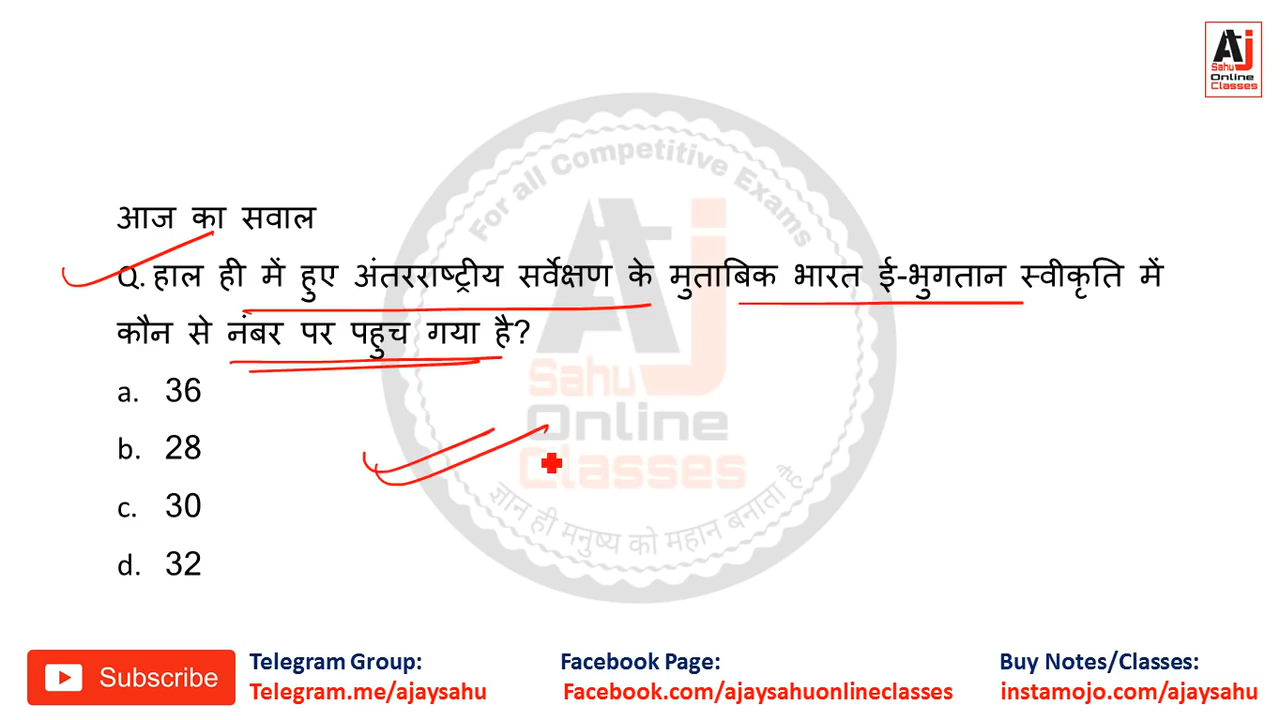 AJ
Sahu
Online
Classes
For all Competitive Exams
आज का सवाल
Q. हाल ही में हुए अंतरराष्ट्रीय सर्वेक्षण के मुताबिक भारत ई-भुगतान स्वीकृति में
कौन से नंबर पर पहुच गया है?
a. 36
b. 28
c. 30
d. 32
AJ
Sahu
Online
Classes
ज्ञान ही मनुष्य को महान बनाता है
Subscribe
Telegram Group:
Telegram.me/ajaysahu
Facebook Page:
Facebook.com/ajaysahuonlineclasses
Buy Notes/Classes:
instamojo.com/ajaysahu